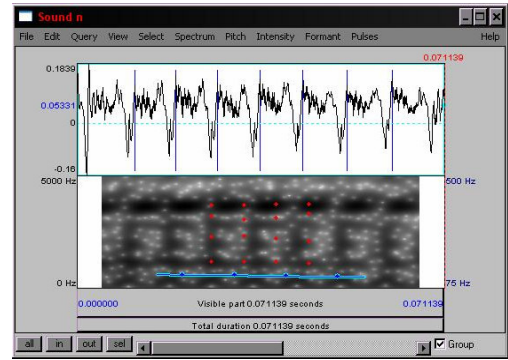 Sound n
File Edit Query View Select Spectrum Pitch Intensity Formant Pulses Help
0.071139
0.1839
0.05331
0
-0.16
5000 Hz 500 Hz
0 Hz 75 Hz
0.000000 Visible part 0.071139 seconds 0.071139
Total duration 0.071139 seconds
all in out sel Group